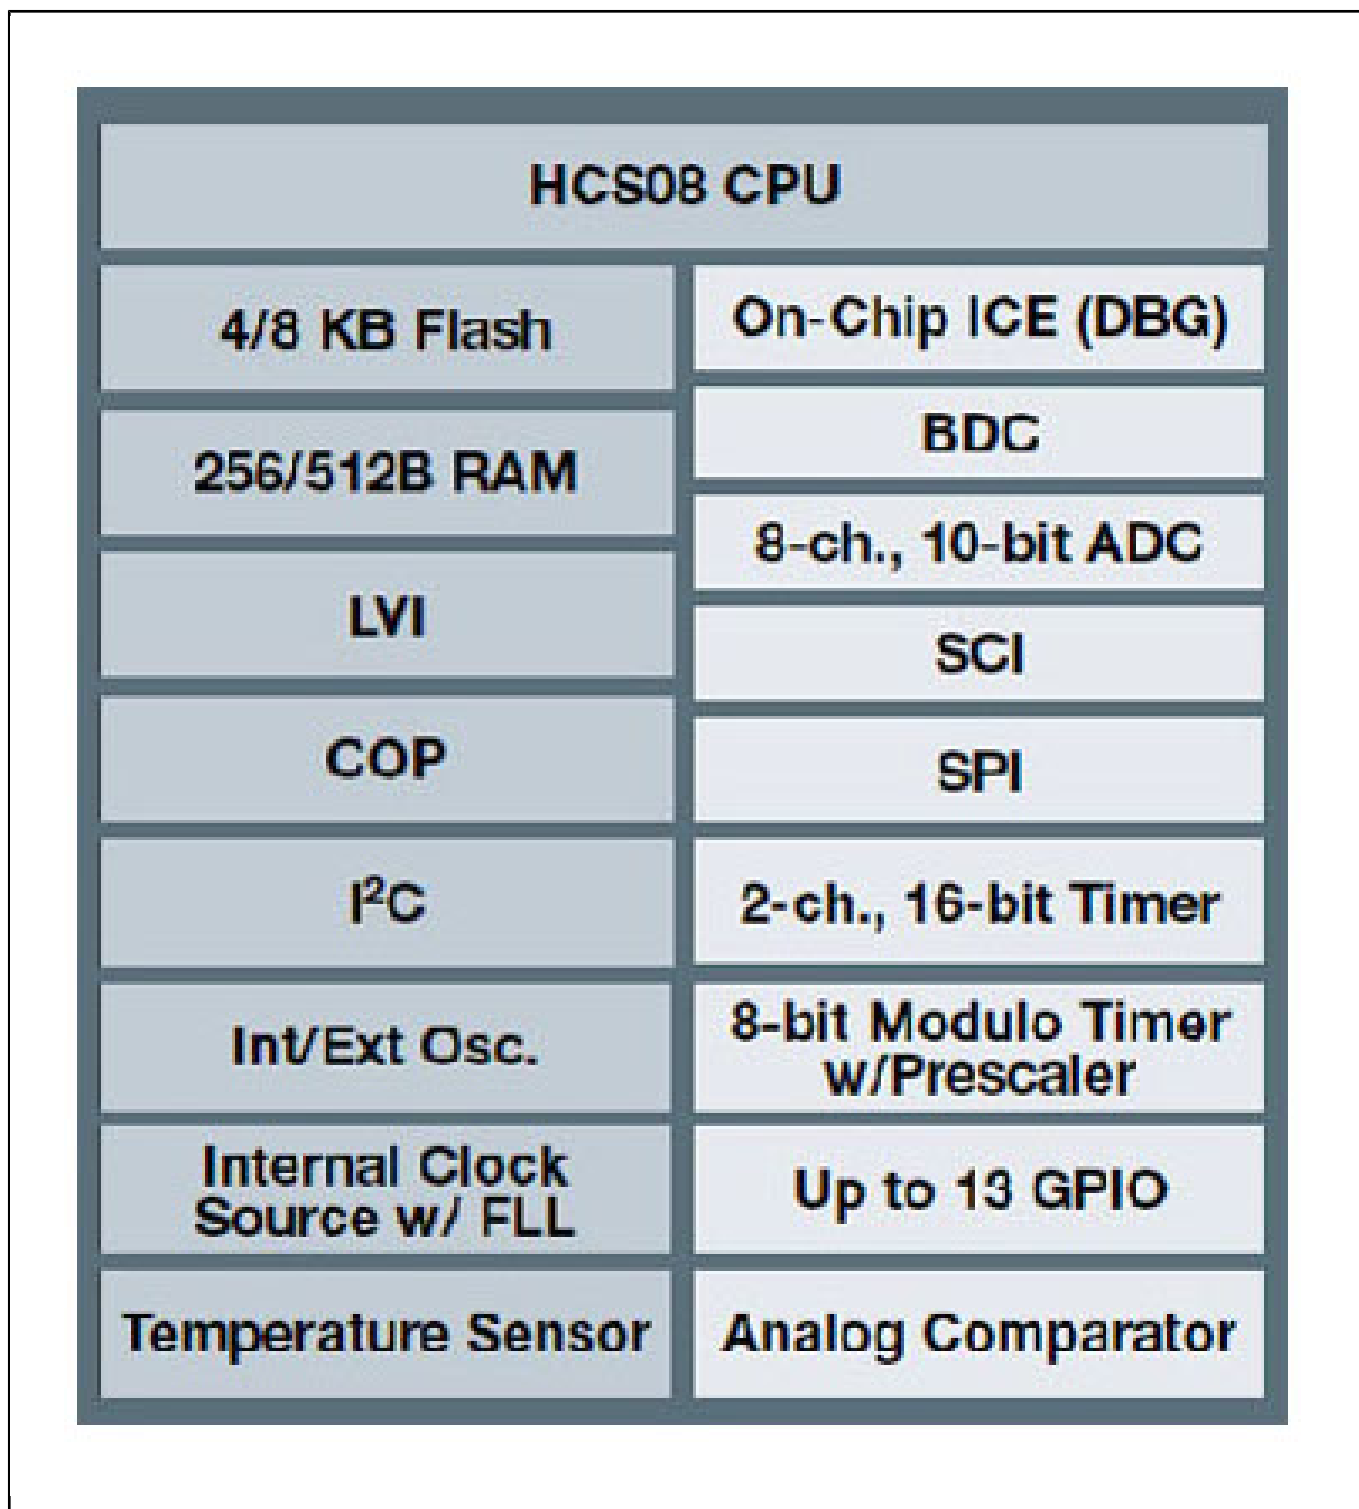 HCS08 CPU
4/8 KB Flash
256/512B RAM
LVI
COP
I²C
Int/Ext Osc.
Internal Clock
Source w/ FLL
Temperature Sensor
On-Chip ICE (DBG)
BDC
8-ch., 10-bit ADC
SCI
SPI
2-ch., 16-bit Timer
8-bit Modulo Timer
w/Prescaler
Up to 13 GPIO
Analog Comparator